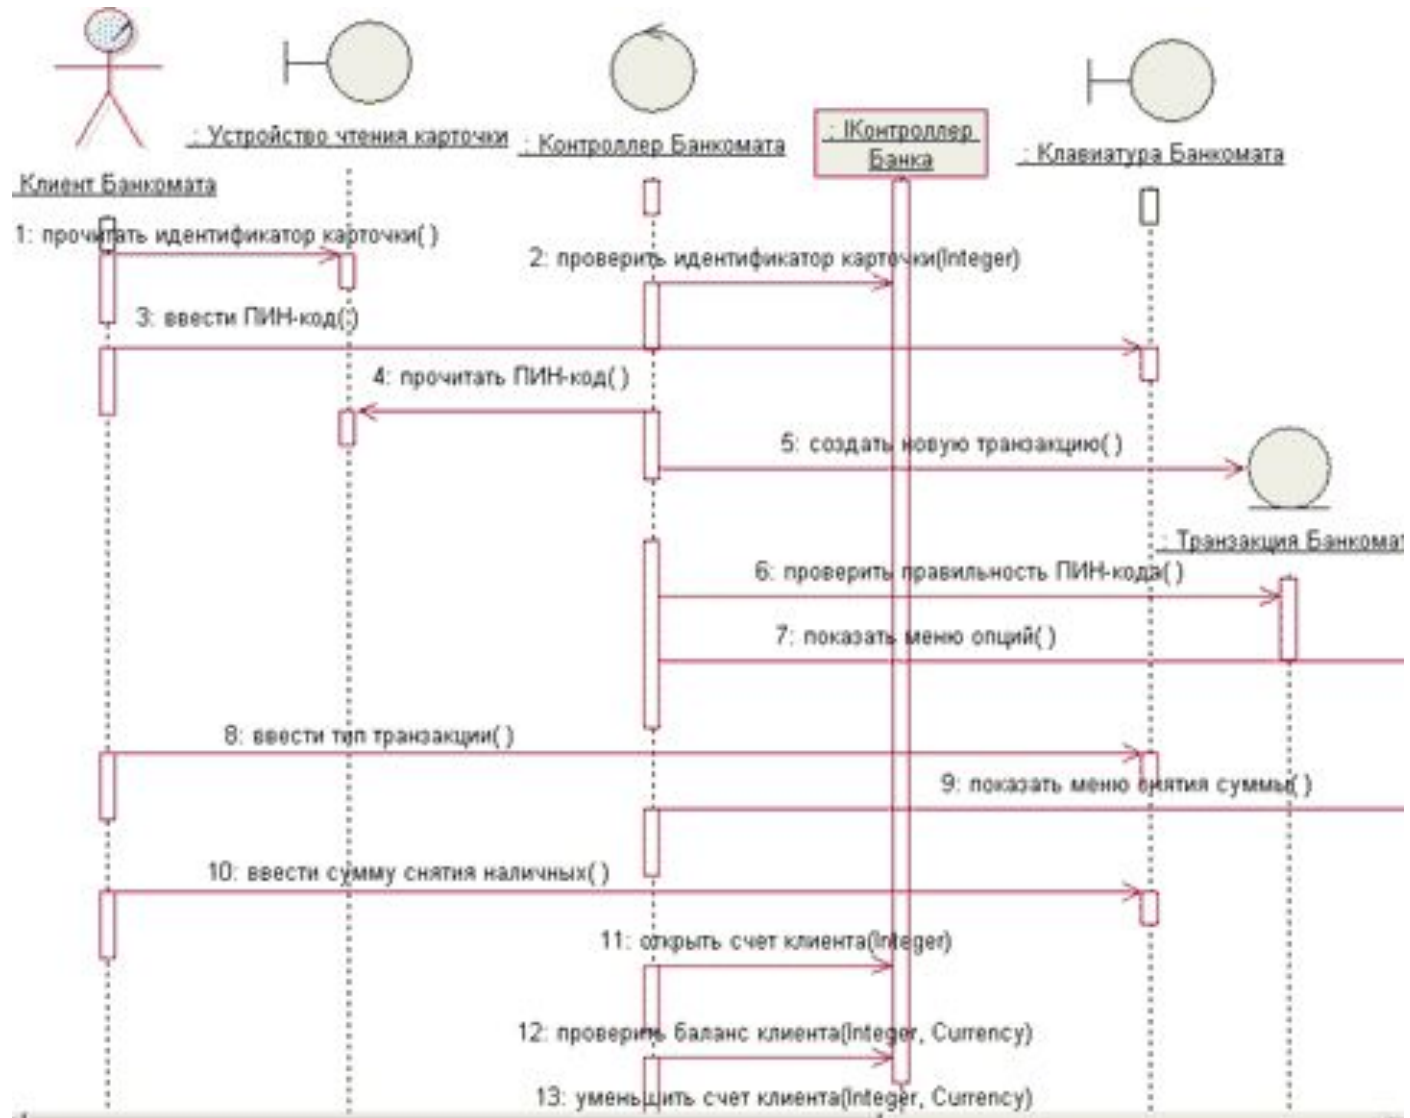 : Устройство чтения карточки
: Контроллер Банкомата
: IКонтроллер
Банка
: Клавиатура Банкомата
Клиент Банкомата
1: прочитать идентификатор карточки( )
2: проверить идентификатор карточки(Integer)
3: ввести ПИН-код( )
4: прочитать ПИН-код( )
5: создать новую транзакцию( )
: Транзакция Банкомат
6: проверить правильность ПИН-кода( )
7: показать меню опций( )
8: ввести тип транзакции( )
9: показать меню снятия суммы( )
10: ввести сумму снятия наличных( )
11: открыть счет клиента(Integer)
12: проверить баланс клиента(Integer, Currency)
13: уменьшить счет клиента(Integer, Currency)